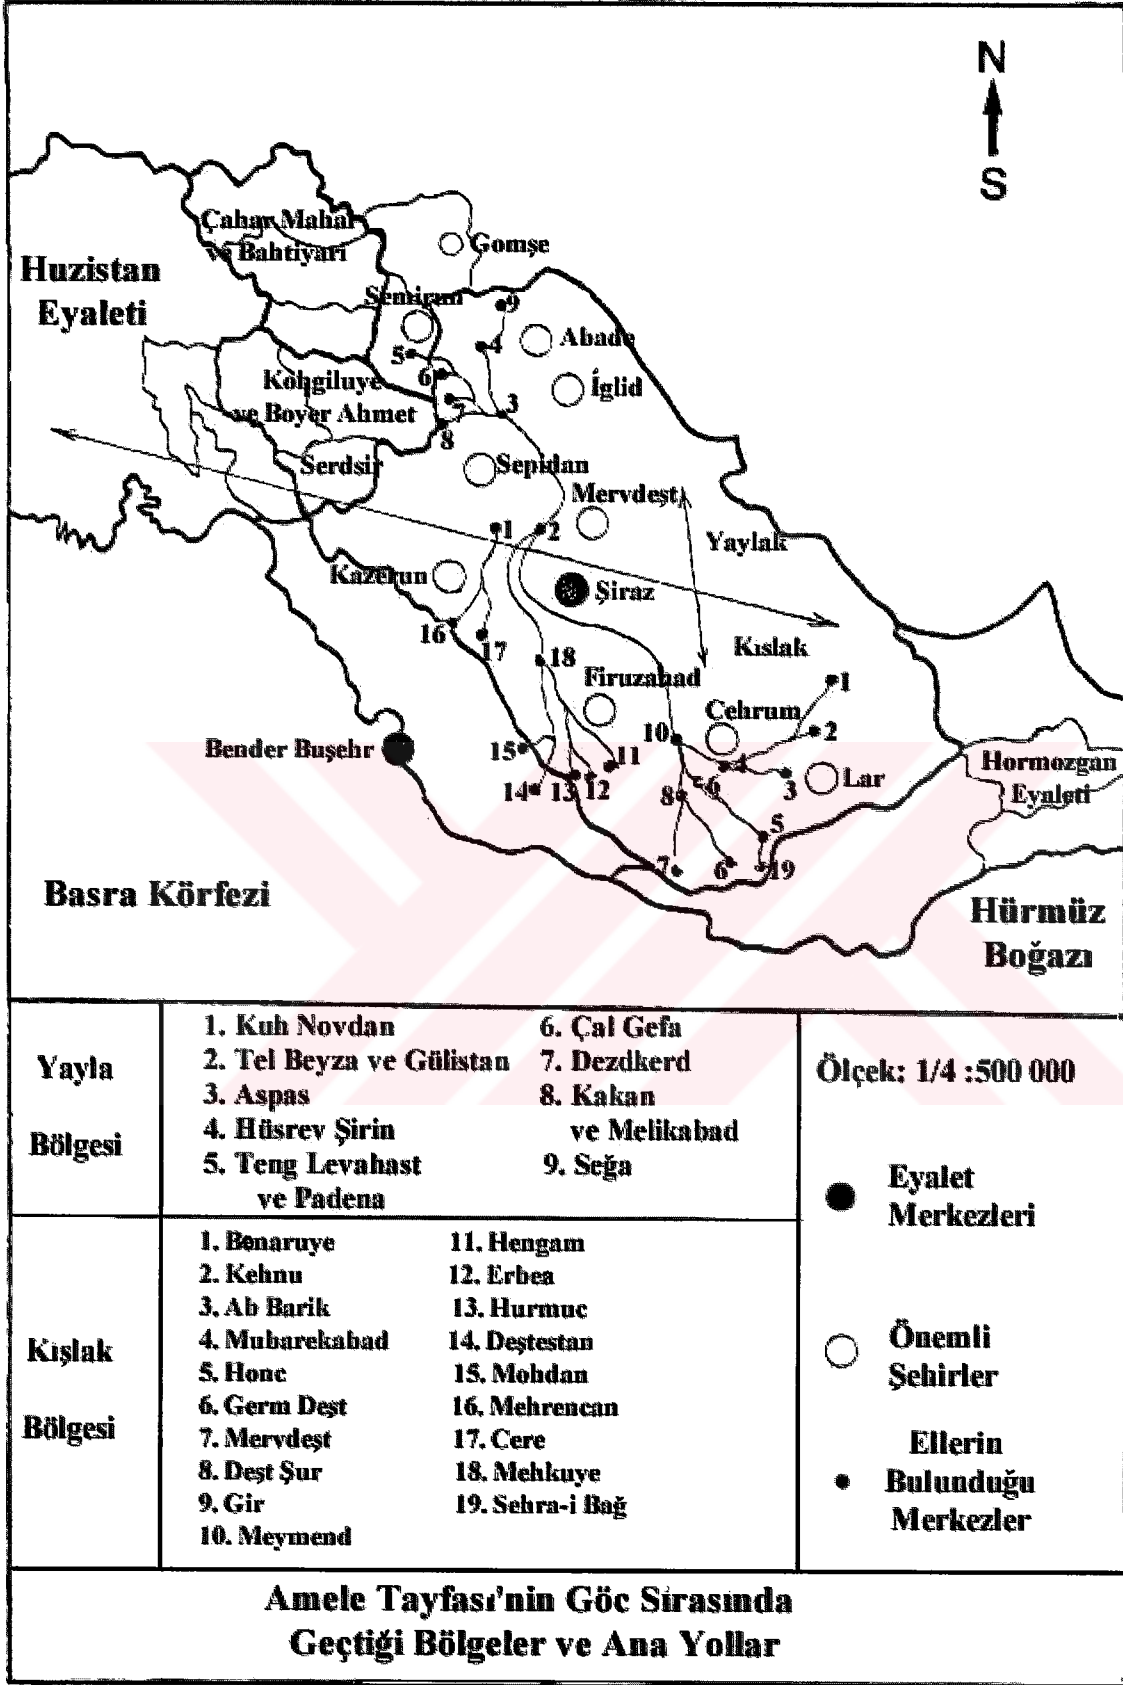 N
S
Çahar Mahal
ve Bahtiyari
Gomşe
Huzistan
Eyaleti
Semirun
9
Abade
4
5
6
Kohgiluye
ve Boyer Ahmet
İglid
7
3
8
Serdsir
Sepidan
Mervdeşt
1
2
Yaylak
Kazerun
Şiraz
16
17
18
Kıslak
Firuzabad
1
Cehrum
10
2
Bender Buşehr
15
11
4
3
Lar
Hormozgan
Eyaleti
14
13
12
8
5
7
6
19
Basra Körfezi
Hürmüz
Boğazı
Yayla
Bölgesi
1. Kuh Novdan
2. Tel Beyza ve Gülistan
3. Aspas
4. Hüsrev Şirin
5. Teng Levahast
ve Padena
6. Çal Gefa
7. Dezdkerd
8. Kakan
ve Melikabad
9. Seğa
Kışlak
Bölgesi
1. Benaruye
2. Kehnu
3. Ab Barik
4. Mubarekabad
5. Honc
6. Germ Deşt
7. Mervdeşt
8. Deşt Şur
9. Gir
10. Meymend
11. Hengam
12. Erbea
13. Hurmuc
14. Deştestan
15. Mohdan
16. Mehrencan
17. Cere
18. Mehkuye
19. Sehra-i Bağ
Ölçek: 1/4 :500 000
Eyalet
Merkezleri
Önemli
Şehirler
Ellerin
Bulunduğu
Merkezler
Amele Tayfası'nin Göc Sirasında
Geçtiği Bölgeler ve Ana Yollar